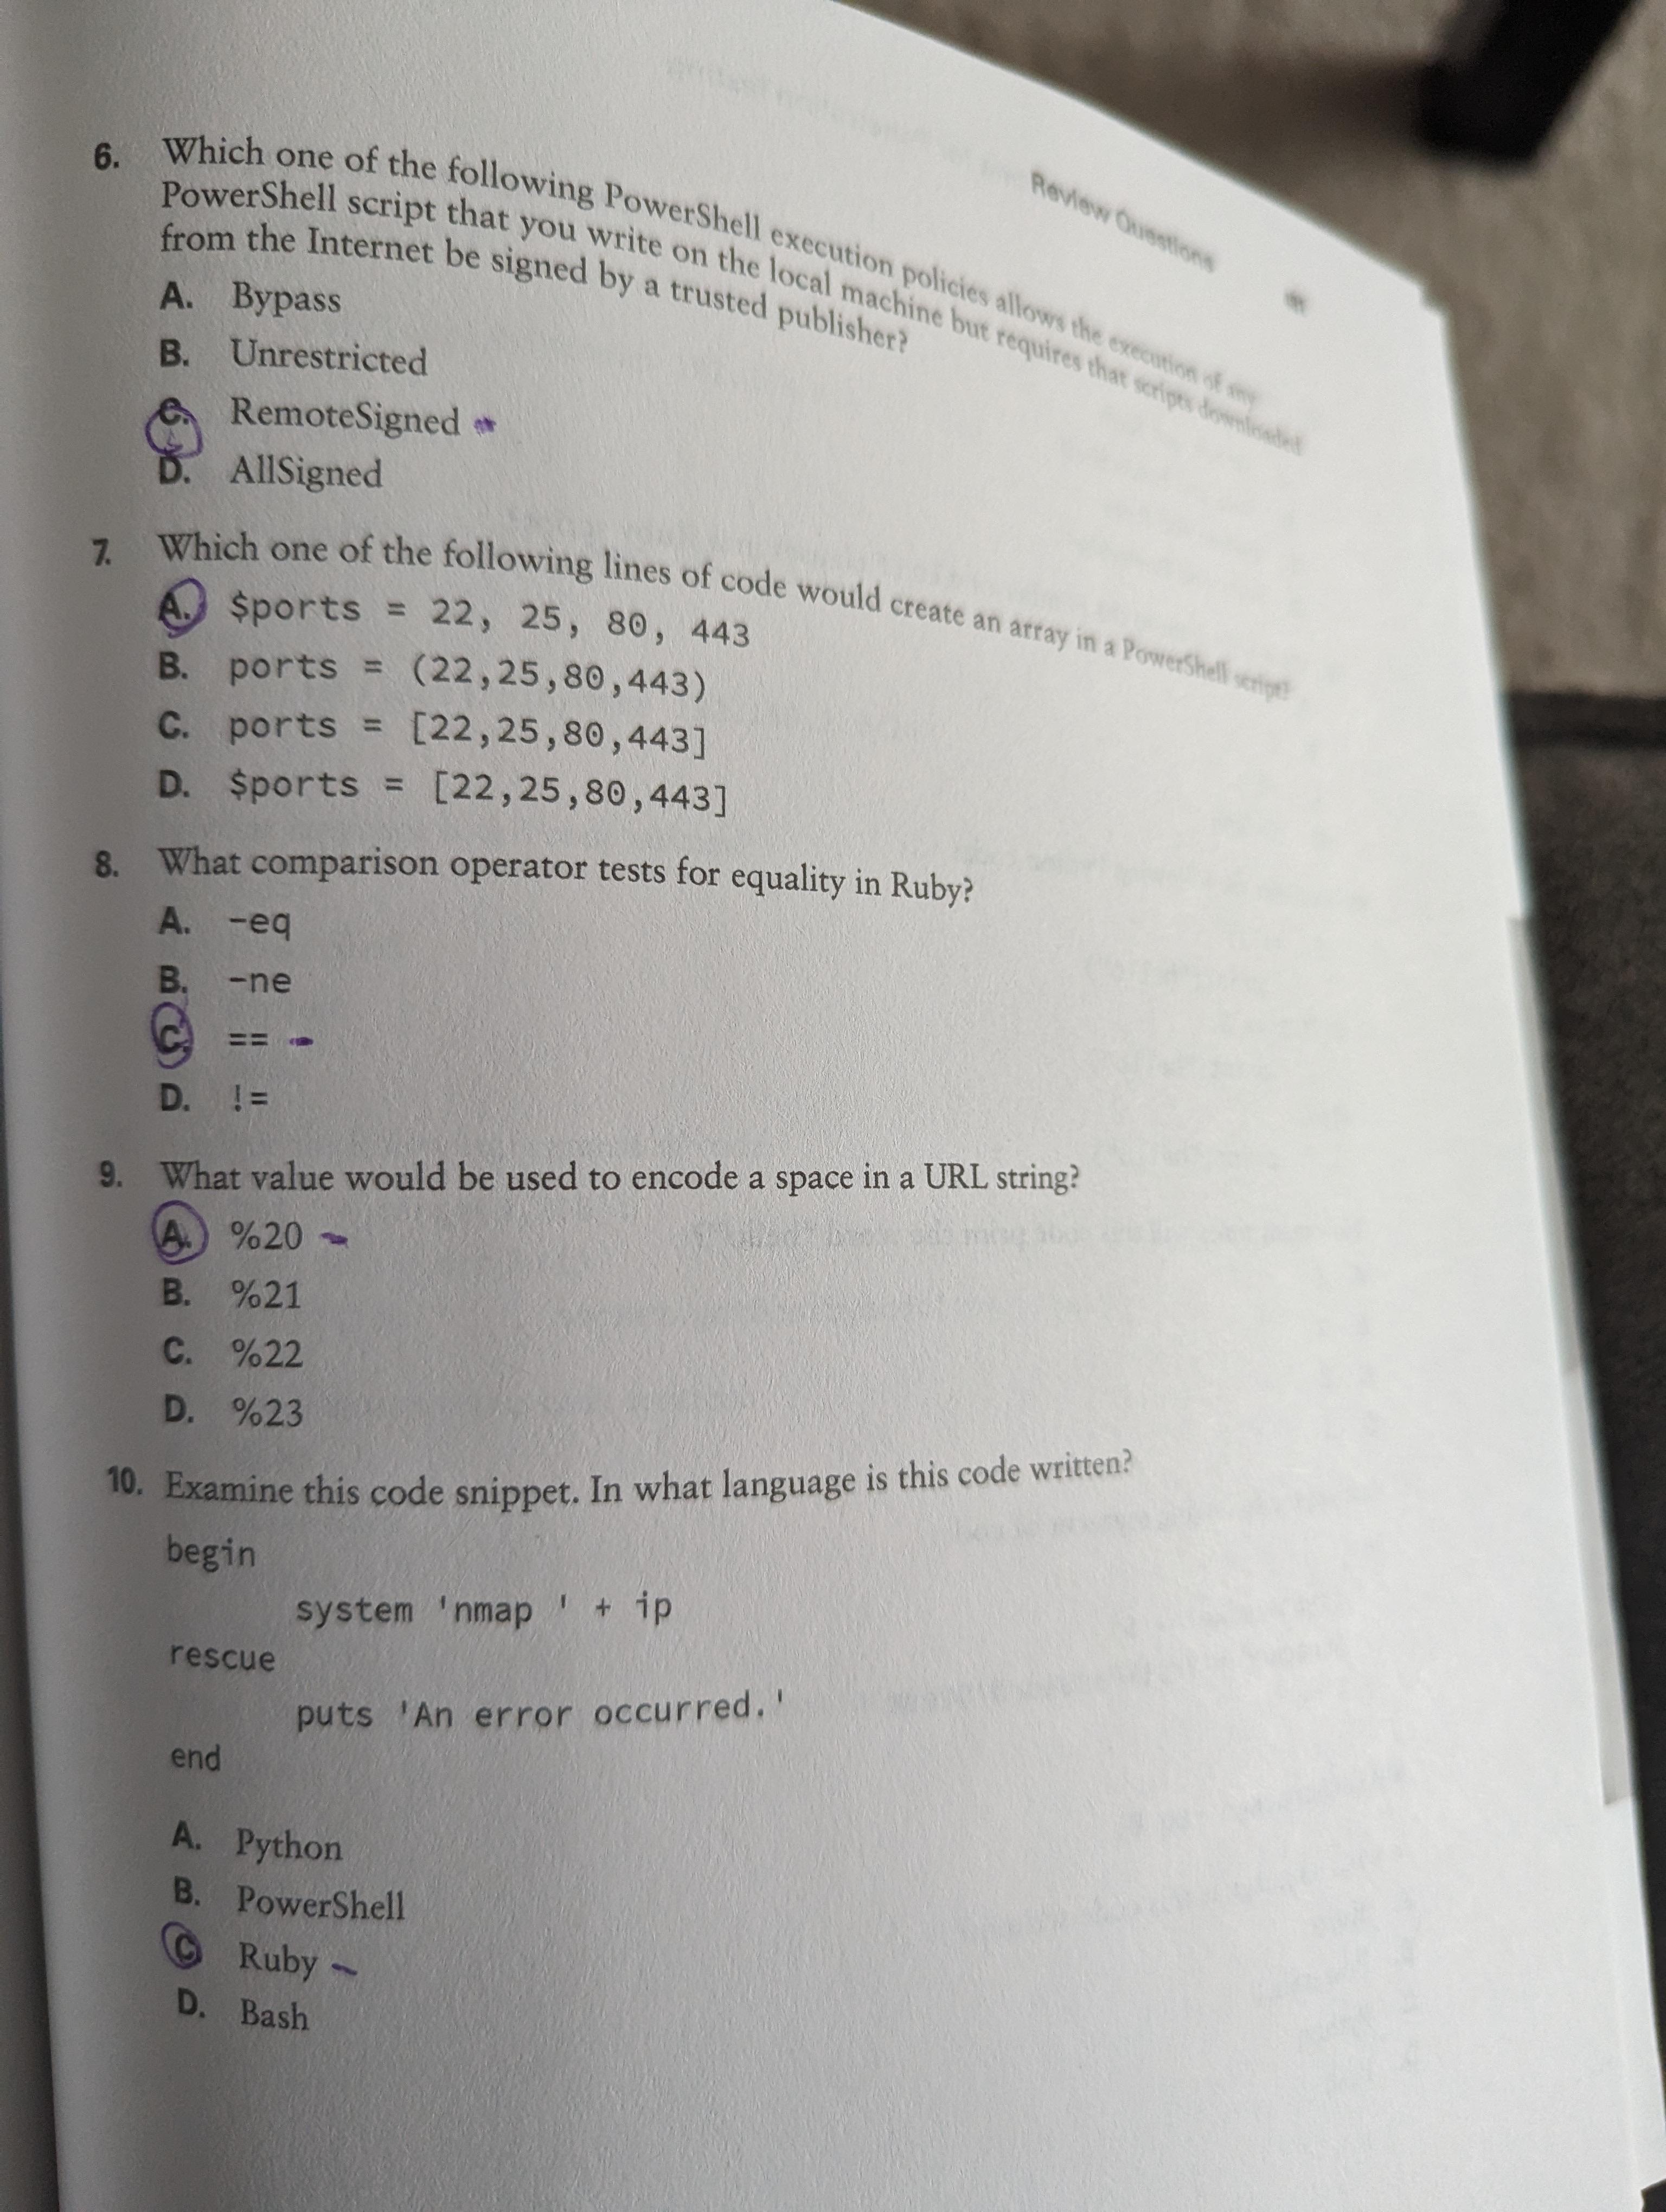 Review Questions
6. Which one of the following PowerShell execution policies allows the execution of any
PowerShell script that you write on the local machine but requires that scripts downloaded
from the Internet be signed by a trusted publisher?
A. Bypass
B. Unrestricted
C. RemoteSigned
D. AllSigned
7. Which one of the following lines of code would create an array in a PowerShell script?
A. $ports = 22, 25, 80, 443
B. ports = (22,25,80,443)
C. ports = [22,25,80,443]
D. $ports = [22,25,80,443]
8. What comparison operator tests for equality in Ruby?
A. -eq
B. -ne
C. ==
D. !=
9. What value would be used to encode a space in a URL string?
A. %20
B. %21
C. %22
D. %23
10. Examine this code snippet. In what language is this code written?
begin
system 'nmap ' + ip
rescue
puts 'An error occurred.'
end
A. Python
B. PowerShell
C. Ruby
D. Bash